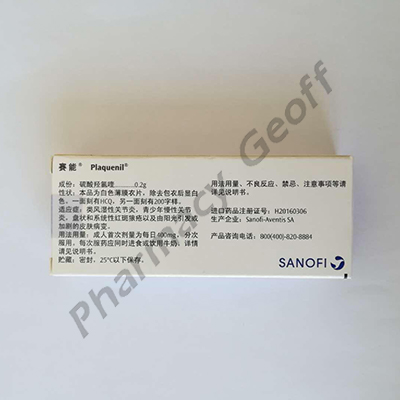 赛能® Plaquenil®
成份：硫酸羟氯喹.........0.2g
性状：本品为白色薄膜衣片，除去包衣后显白
色，一面刻有HCQ，另一面刻有200字样。
适应症：类风湿性关节炎，青少年慢性关节
炎，盘状和系统性红斑狼疮以及由阳光引发或
加剧的皮肤病变。
用法用量：成人首次剂量为每日400mg，分次
服用，每次服药应同时进食或饮用牛奶。详情
请见说明书。
贮藏：密封，25℃以下保存。
用法用量、不良反应、禁忌、注意事项等请
详见说明书。
进口药品注册证号：H20160306
生产企业：Sanofi-Aventis SA
产品咨询电话：800(400)-820-8884
SANOFI
Pharmacy Geoff